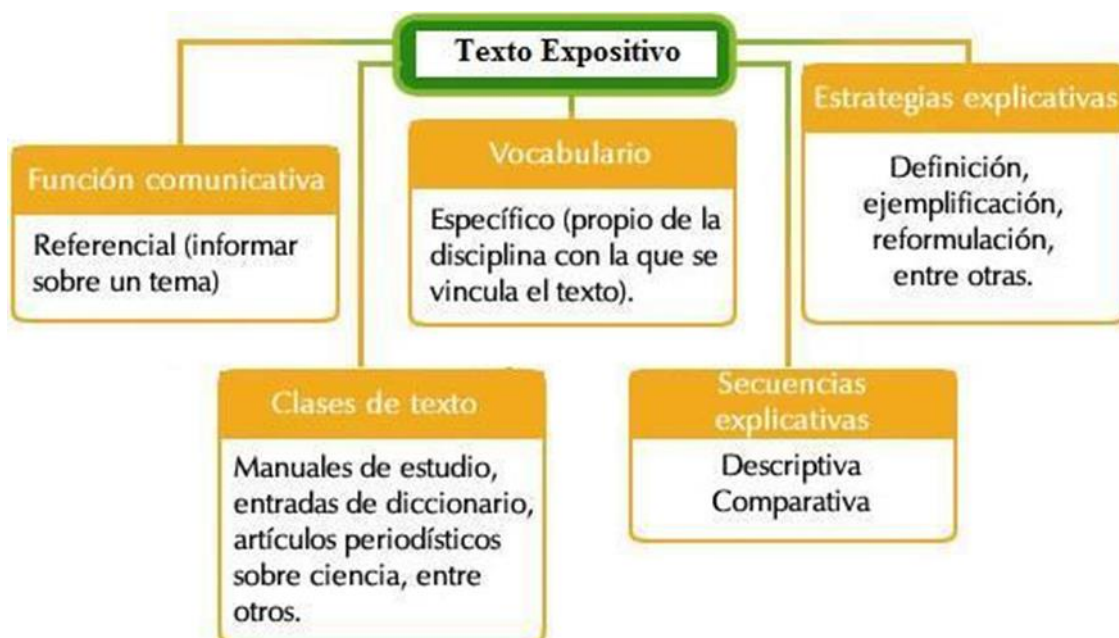 Texto Expositivo
Función comunicativa
Referencial (informar
sobre un tema)
Vocabulario
Específico (propio de la
disciplina con la que se
vincula el texto).
Estrategias explicativas
Definición,
ejemplificación,
reformulación,
entre otras.
Clases de texto
Manuales de estudio,
entradas de diccionario,
artículos periodísticos
sobre ciencia, entre
otros.
Secuencias
explicativas
Descriptiva
Comparativa